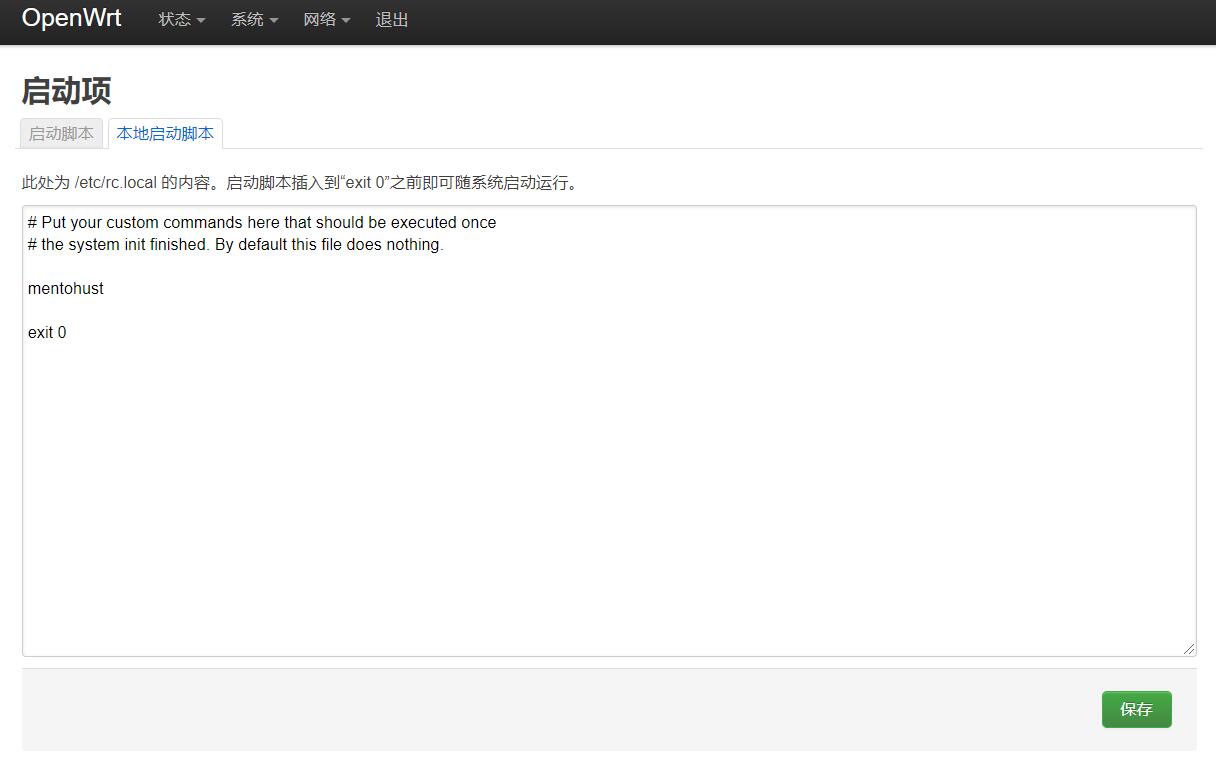 OpenWrt 状态 系统 网络 退出
启动项
启动脚本 本地启动脚本
此处为 /etc/rc.local 的内容。启动脚本插入到“exit 0”之前即可随系统启动运行。
# Put your custom commands here that should be executed once
# the system init finished. By default this file does nothing.
mentohust
exit 0
保存